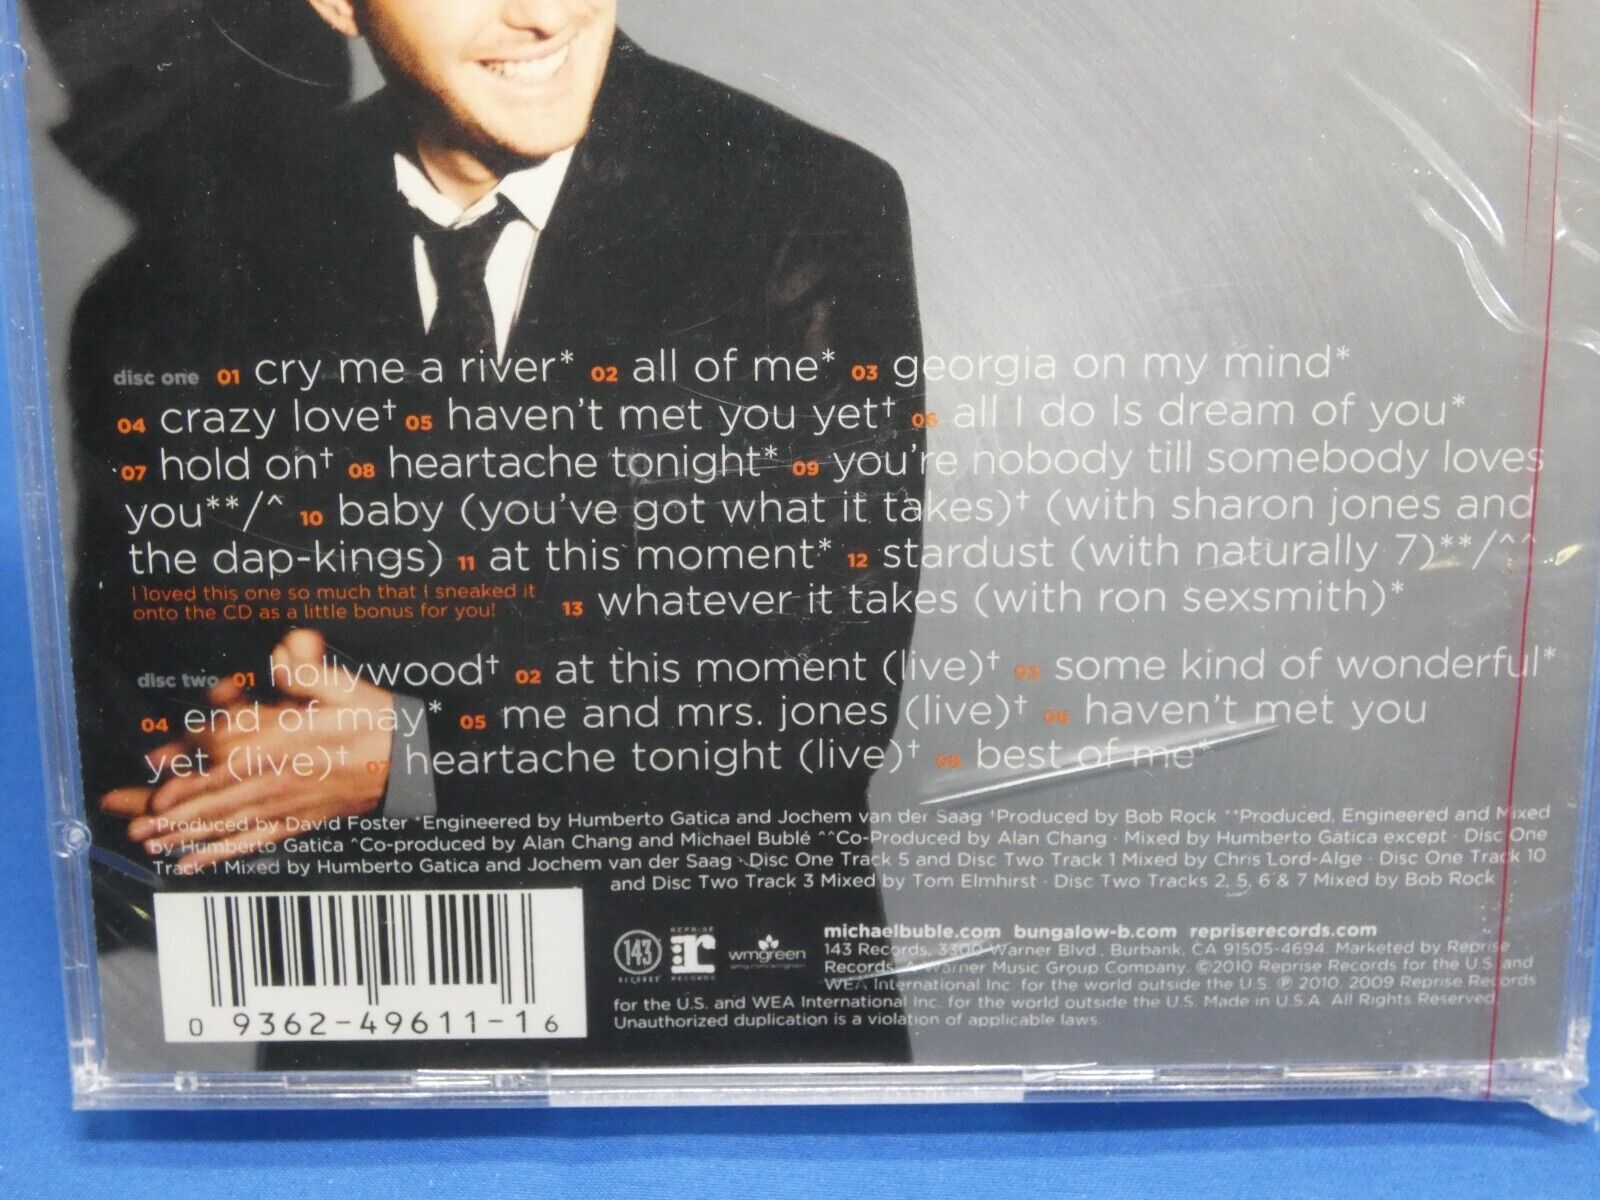 disc one 01 cry me a river* 02 all of me* 03 georgia on my mind*
04 crazy love† 05 haven't met you yet† 06 all I do Is dream of you*
07 hold on† 08 heartache tonight* 09 you're nobody till somebody loves
you**/^ 10 baby (you've got what it takes)† (with sharon jones and
the dap-kings) 11 at this moment* 12 stardust (with naturally 7)**/^^
I loved this one so much that I sneaked it
onto the CD as a little bonus for you!
13 whatever it takes (with ron sexsmith)*
disc two 01 hollywood† 02 at this moment (live)† 03 some kind of wonderful*
04 end of may* 05 me and mrs. jones (live)† 06 haven't met you
yet (live)† 07 heartache tonight (live)† 08 best of me*
*Produced by David Foster *Engineered by Humberto Gatica and Jochem van der Saag †Produced by Bob Rock **Produced, Engineered and Mixed
by Humberto Gatica ^Co-produced by Alan Chang and Michael Bublé ^^Co-Produced by Alan Chang · Mixed by Humberto Gatica except · Disc One
Track 1 Mixed by Humberto Gatica and Jochem van der Saag · Disc One Track 5 and Disc Two Track 1 Mixed by Chris Lord-Alge · Disc One Track 10
and Disc Two Track 3 Mixed by Tom Elmhirst · Disc Two Tracks 2, 5, 6 & 7 Mixed by Bob Rock
0 9362-49611-1 6
143
RECORDS
REPRISE
r
RECORDS
wmgreen
michaelbuble.com bungalow-b.com repriserecords.com
143 Records, 3300 Warner Blvd., Burbank, CA 91505-4694. Marketed by Reprise
Records, a Warner Music Group Company. ©2010 Reprise Records for the U.S. and
WEA International Inc. for the world outside the U.S. ℗ 2010, 2009 Reprise Records
for the U.S. and WEA International Inc. for the world outside the U.S. Made in U.S.A. All Rights Reserved.
Unauthorized duplication is a violation of applicable laws.